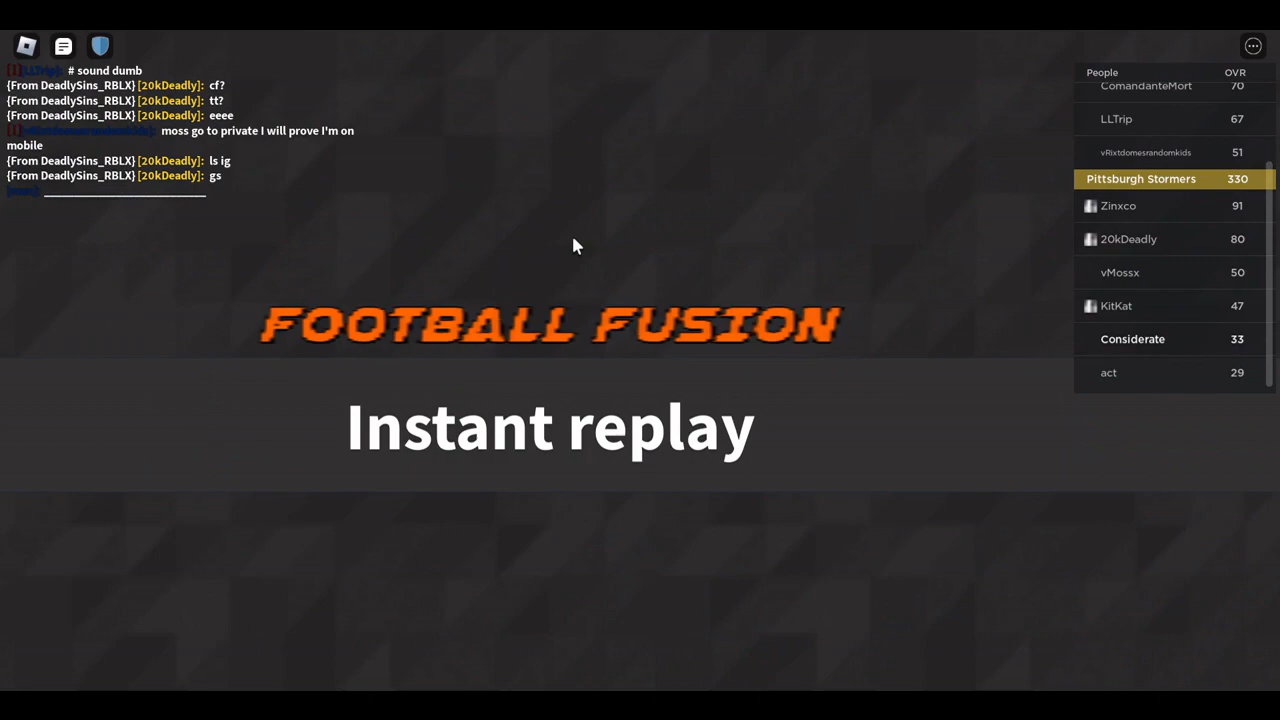 [I][LLTrip]: # sound dumb
{From DeadlySins_RBLX} [20kDeadly]: cf?
{From DeadlySins_RBLX} [20kDeadly]: tt?
{From DeadlySins_RBLX} [20kDeadly]: eeee
moss go to private I will prove I'm on
mobile
{From DeadlySins_RBLX} [20kDeadly]: ls ig
{From DeadlySins_RBLX} [20kDeadly]: gs
People OVR
ComandanteMort 70
LLTrip 67
vRixtdomesrandomkids 51
Pittsburgh Stormers 330
Zinxco 91
20kDeadly 80
vMossx 50
KitKat 47
Considerate 33
act 29
FOOTBALL FUSION
Instant replay